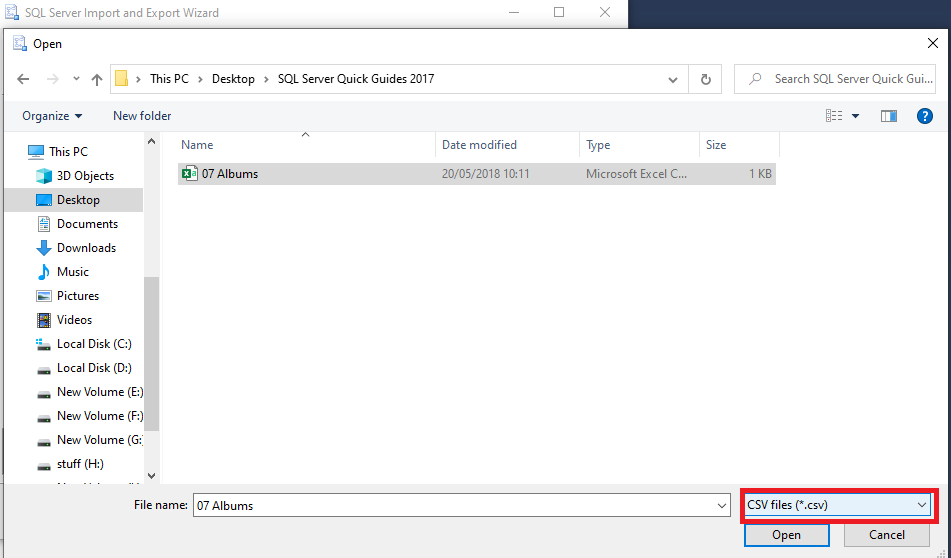 SQL Server Import and Export Wizard
Open
This PC > Desktop > SQL Server Quick Guides 2017
Search SQL Server Quick Gui...
Organize
New folder
?
This PC
3D Objects
Desktop
Documents
Downloads
Music
Pictures
Videos
Local Disk (C:)
Local Disk (D:)
New Volume (E:)
New Volume (F:)
New Volume (G:
stuff (H:)
Name Date modified Type Size
07 Albums 20/05/2018 10:11 Microsoft Excel C... 1 KB
File name: 07 Albums CSV files (*.csv)
Open Cancel